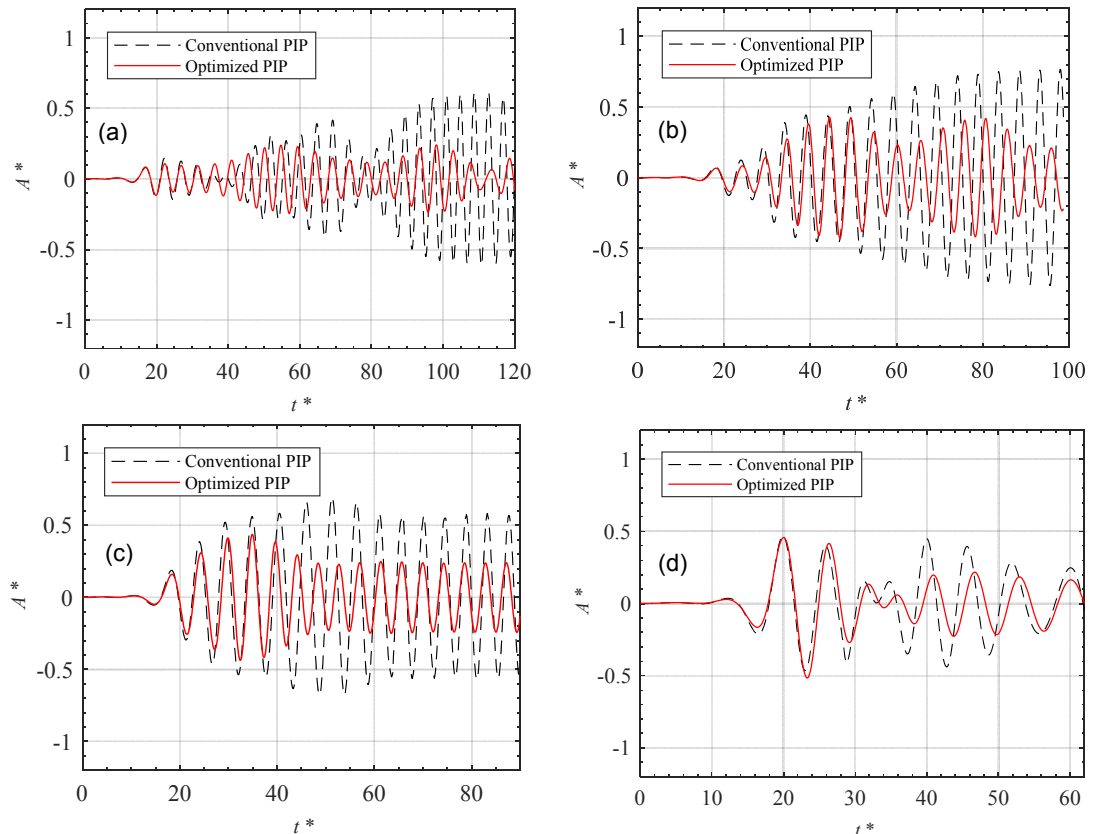 1
Conventional PIP
Optimized PIP
0.5
(a)
A *
0
-0.5
-1
0 20 40 60 80 100 120
t *
1
Conventional PIP
Optimized PIP
0.5
(b)
A *
0
-0.5
-1
0 20 40 60 80 100
t *
1
Conventional PIP
Optimized PIP
0.5
(c)
A *
0
-0.5
-1
0 20 40 60 80
t *
1
Conventional PIP
Optimized PIP
0.5
(d)
A *
0
-0.5
-1
0 10 20 30 40 50 60
t *